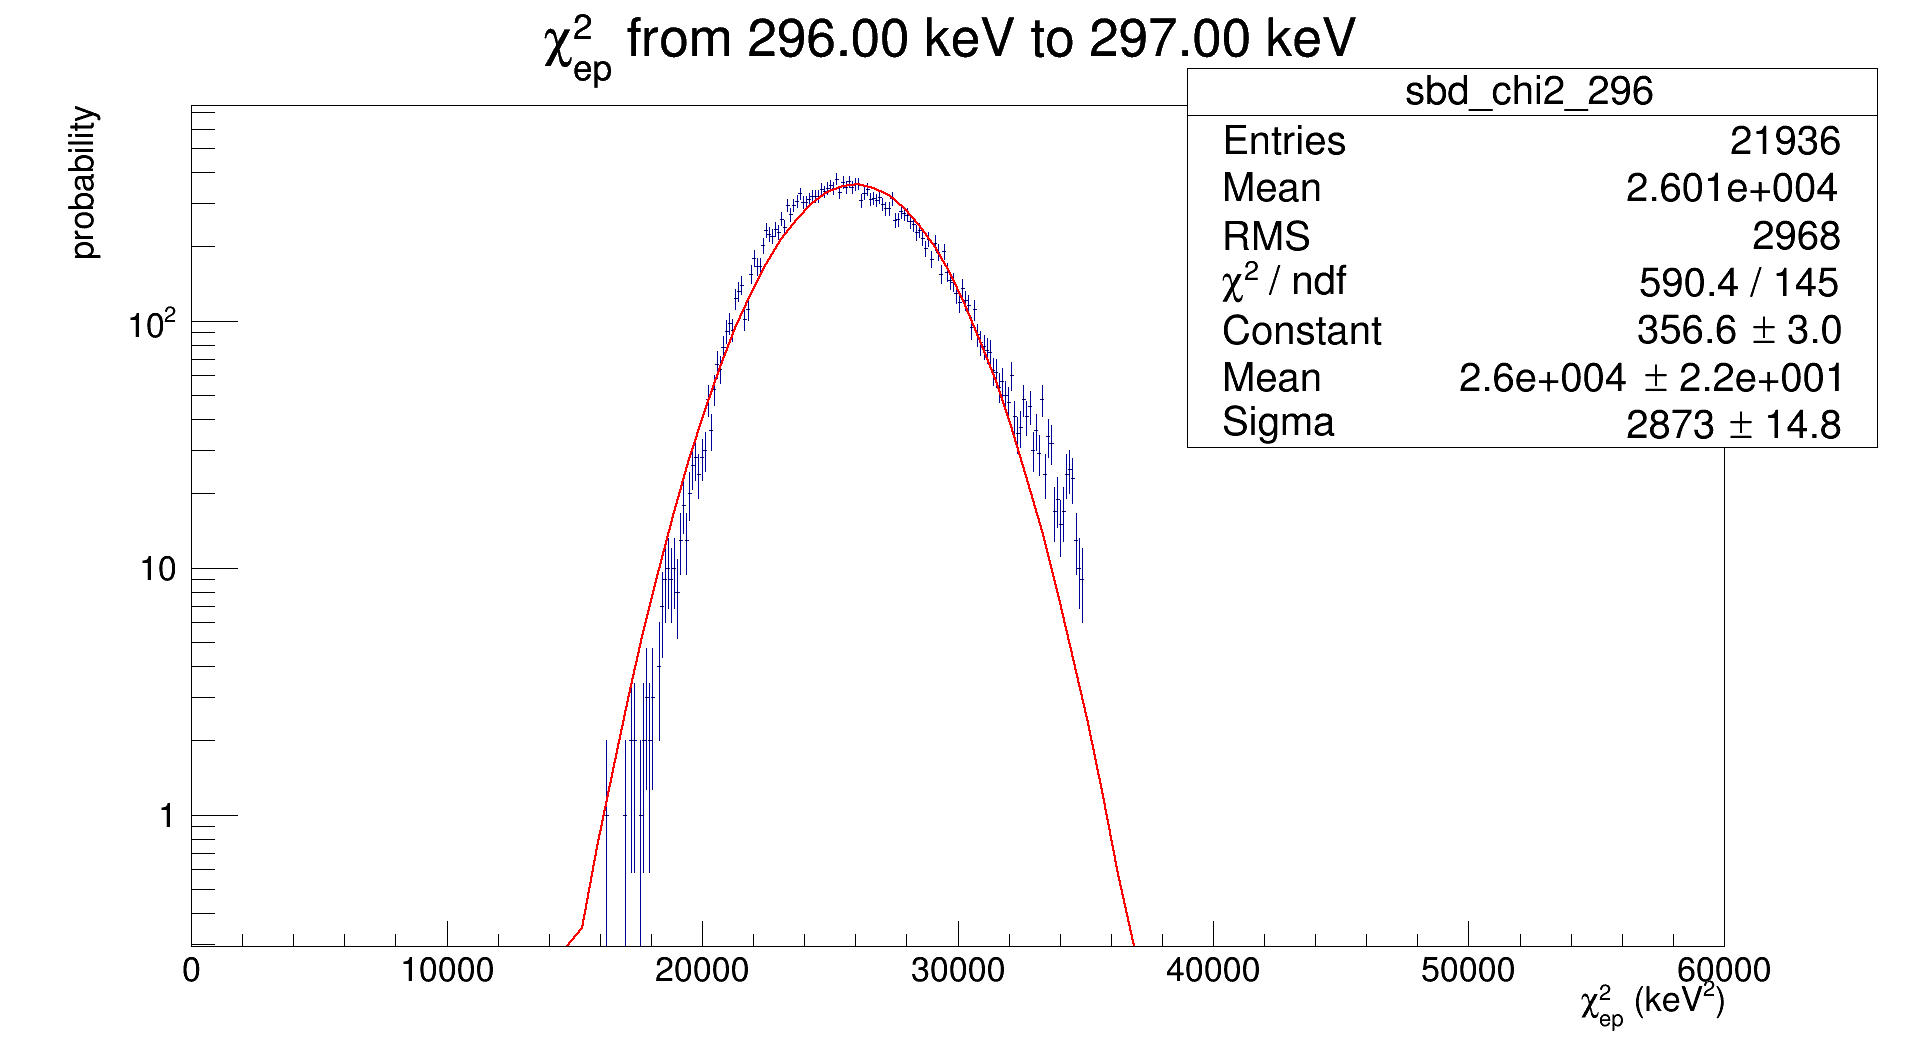 χ²ep from 296.00 keV to 297.00 keV
sbd_chi2_296
Entries 21936
Mean 2.601e+004
RMS 2968
χ² / ndf 590.4 / 145
Constant 356.6 ± 3.0
Mean 2.6e+004 ± 2.2e+001
Sigma 2873 ± 14.8
probability
10²
10
1
0 10000 20000 30000 40000 50000 60000
χ²ep (keV²)